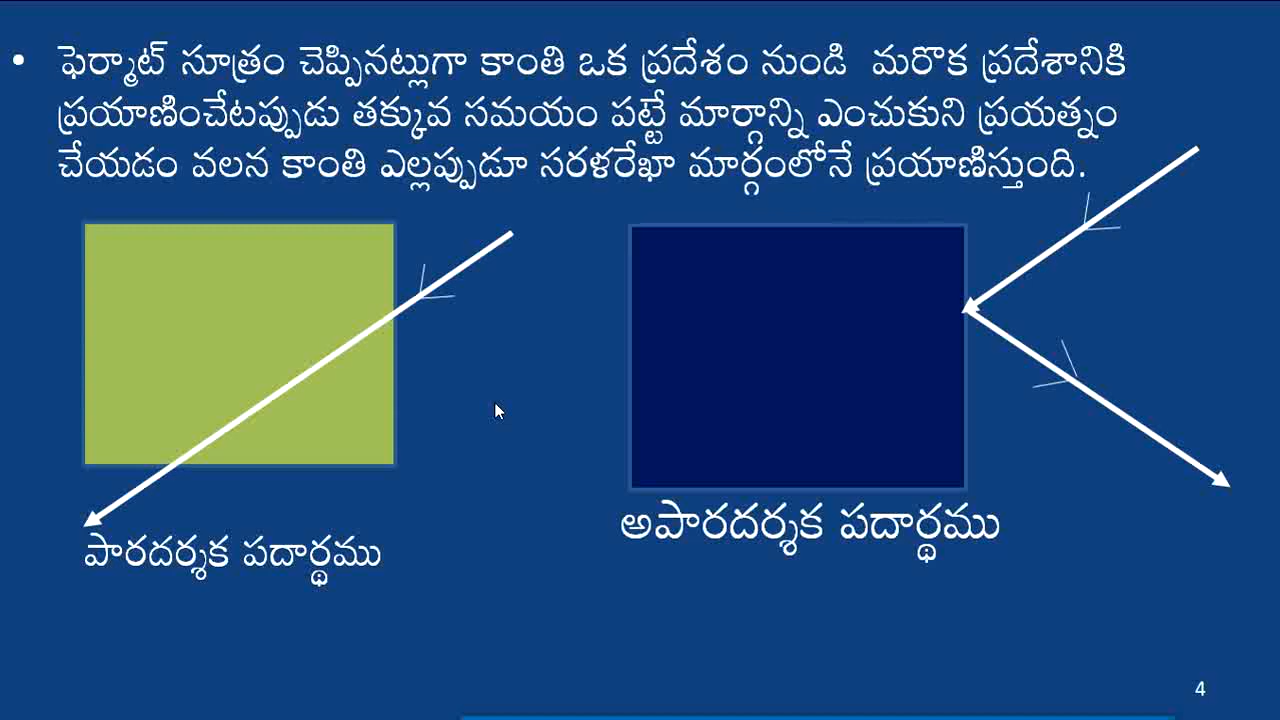 • ఫెర్మాట్ సూత్రం చెప్పినట్లుగా కాంతి ఒక ప్రదేశం నుండి మరొక ప్రదేశానికి
ప్రయాణించేటప్పుడు తక్కువ సమయం పట్టే మార్గాన్ని ఎంచుకుని ప్రయత్నం
చేయడం వలన కాంతి ఎల్లప్పుడూ సరళరేఖా మార్గంలోనే ప్రయాణిస్తుంది.
పారదర్శక పదార్థము
అపారదర్శక పదార్థము
4